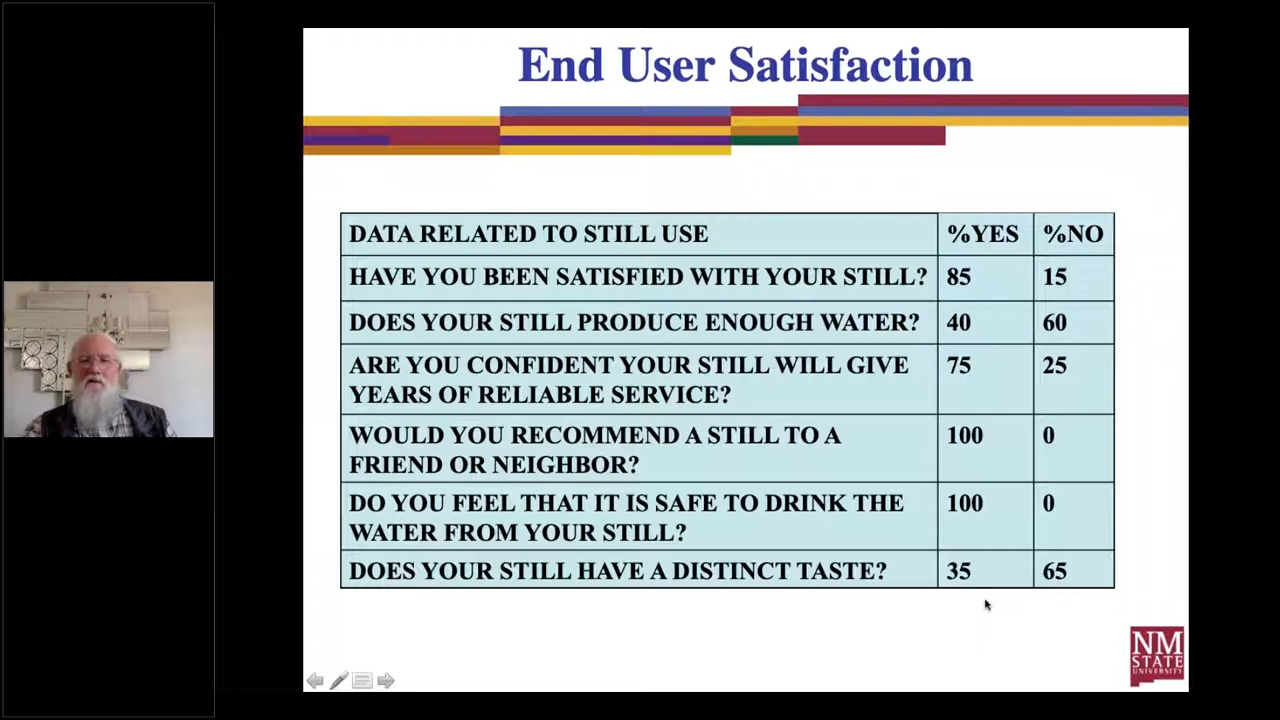 End User Satisfaction
DATA RELATED TO STILL USE %YES %NO
HAVE YOU BEEN SATISFIED WITH YOUR STILL? 85 15
DOES YOUR STILL PRODUCE ENOUGH WATER? 40 60
ARE YOU CONFIDENT YOUR STILL WILL GIVE 75 25
YEARS OF RELIABLE SERVICE?
WOULD YOU RECOMMEND A STILL TO A 100 0
FRIEND OR NEIGHBOR?
DO YOU FEEL THAT IT IS SAFE TO DRINK THE 100 0
WATER FROM YOUR STILL?
DOES YOUR STILL HAVE A DISTINCT TASTE? 35 65
NM
STATE
UNIVERSITY